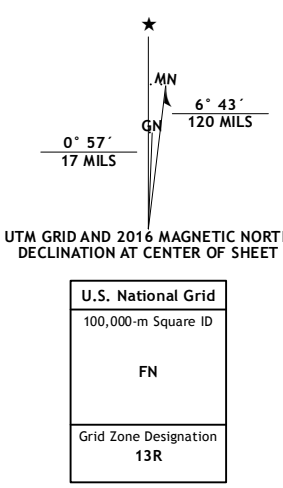 ★
MN
GN
6° 43´
120 MILS
0° 57´
17 MILS
UTM GRID AND 2016 MAGNETIC NORT
DECLINATION AT CENTER OF SHEET
U.S. National Grid
100,000-m Square ID
FN
Grid Zone Designation
13R